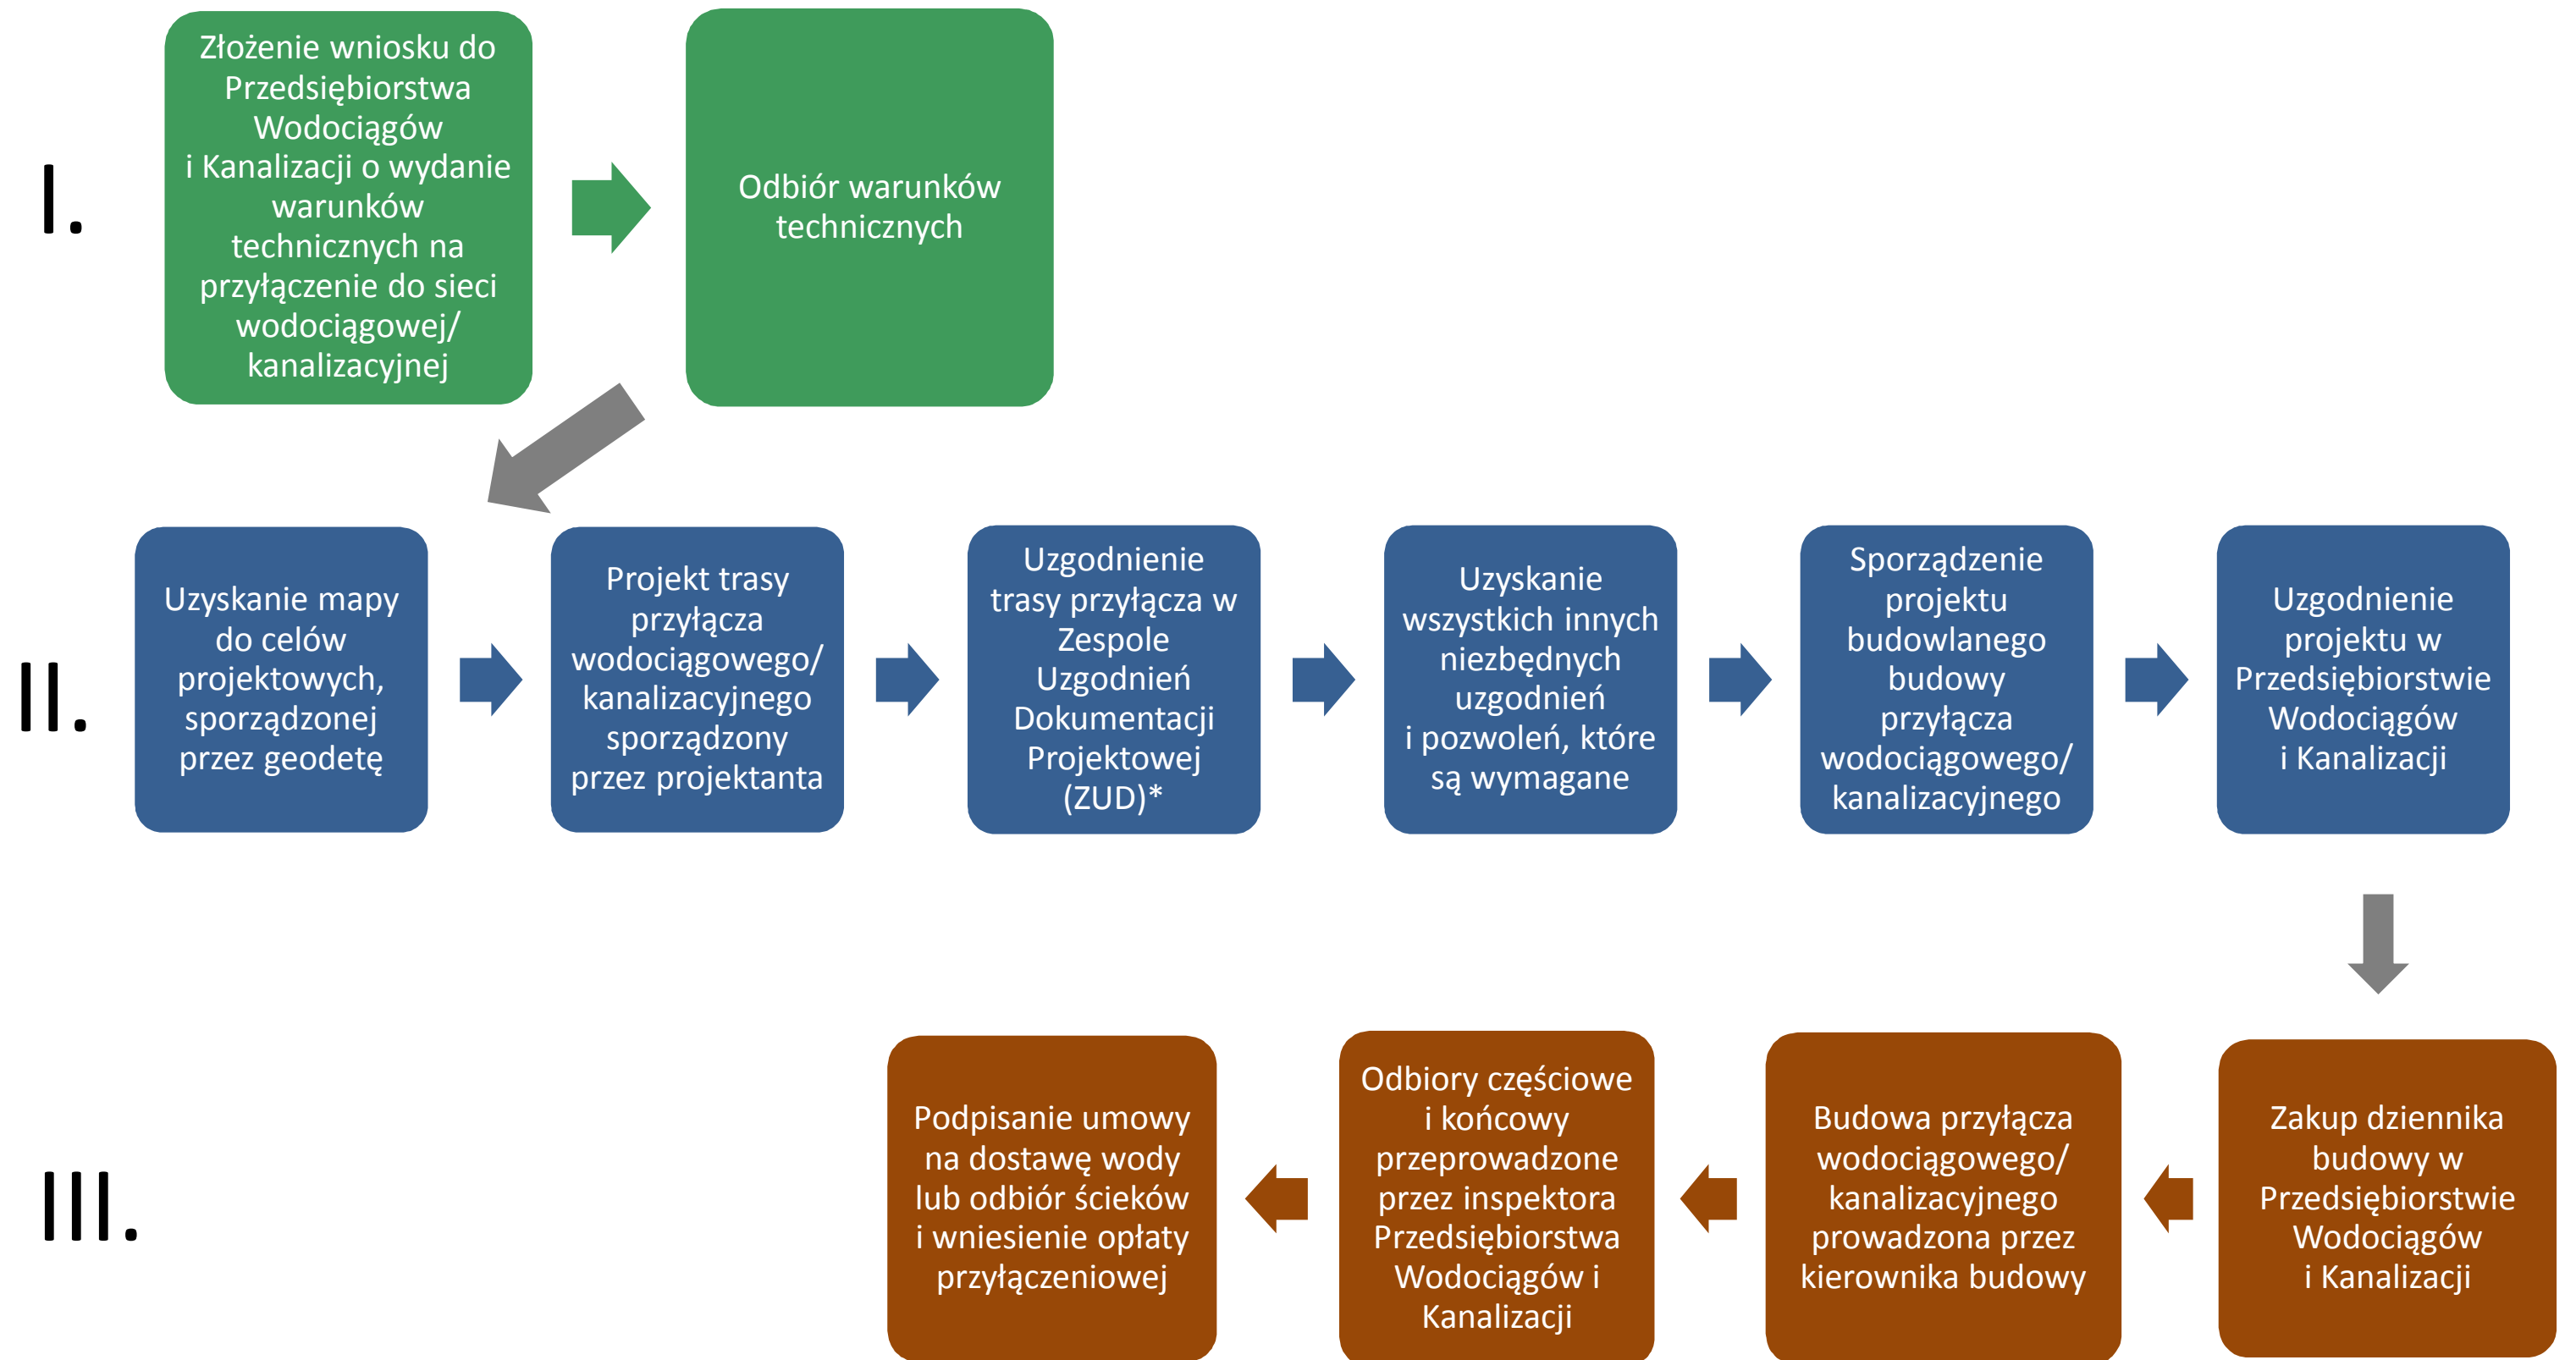 I.
Złożenie wniosku do
Przedsiębiorstwa
Wodociągów
i Kanalizacji o wydanie
warunków
technicznych na
przyłączenie do sieci
wodociągowej/
kanalizacyjnej
Odbiór warunków
technicznych
II.
Uzyskanie mapy
do celów
projektowych,
sporządzonej
przez geodetę
Projekt trasy
przyłącza
wodociągowego/
kanalizacyjnego
sporządzony
przez projektanta
Uzgodnienie
trasy przyłącza w
Zespole
Uzgodnień
Dokumentacji
Projektowej
(ZUD)*
Uzyskanie
wszystkich innych
niezbędnych
uzgodnień
i pozwoleń, które
są wymagane
Sporządzenie
projektu
budowlanego
budowy
przyłącza
wodociągowego/
kanalizacyjnego
Uzgodnienie
projektu w
Przedsiębiorstwie
Wodociągów
i Kanalizacji
III.
Podpisanie umowy
na dostawę wody
lub odbiór ścieków
i wniesienie opłaty
przyłączeniowej
Odbiory częściowe
i końcowy
przeprowadzone
przez inspektora
Przedsiębiorstwa
Wodociągów i
Kanalizacji
Budowa przyłącza
wodociągowego/
kanalizacyjnego
prowadzona przez
kierownika budowy
Zakup dziennika
budowy w
Przedsiębiorstwie
Wodociągów
i Kanalizacji